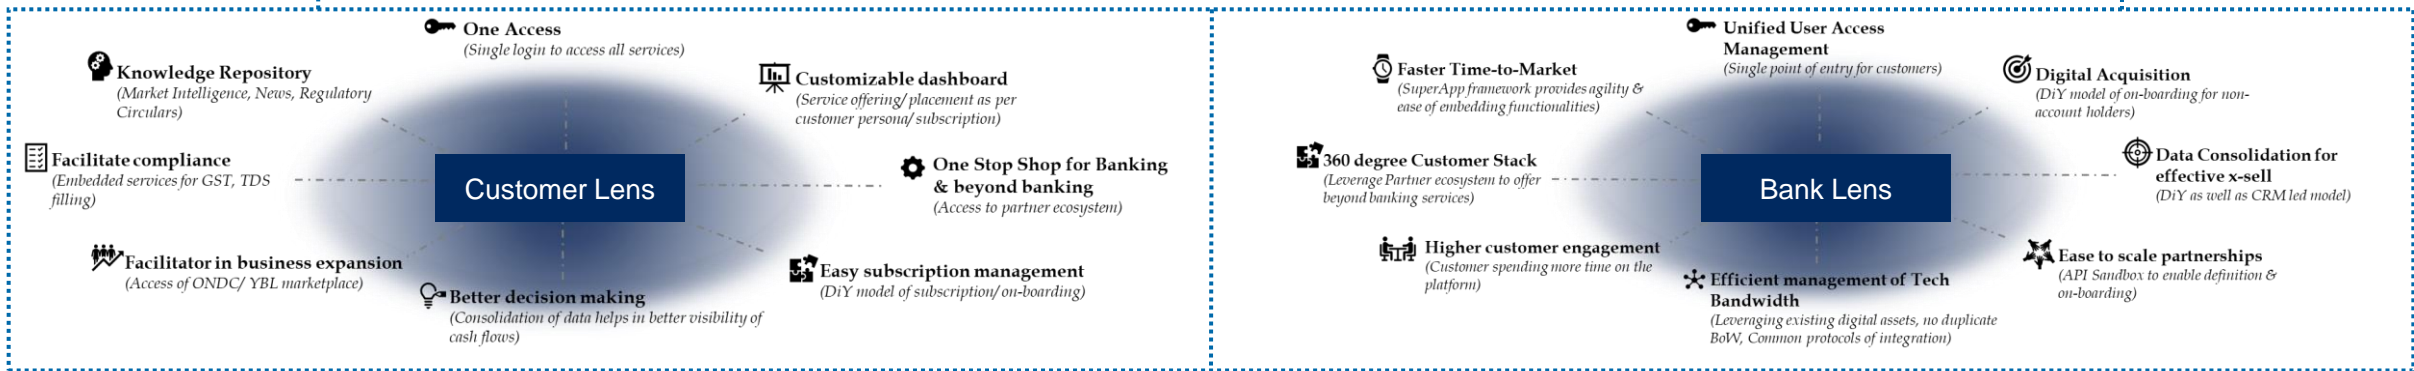 One Access
(Single login to access all services)
Knowledge Repository
(Market Intelligence, News, Regulatory
Circulars)
Customizable dashboard
(Service offering/ placement as per
customer persona/ subscription)
Facilitate compliance
(Embedded services for GST, TDS
filling)
Customer Lens
One Stop Shop for Banking
& beyond banking
(Access to partner ecosystem)
Facilitator in business expansion
(Access of ONDC/ YBL marketplace)
Better decision making
(Consolidation of data helps in better visibility of
cash flows)
Easy subscription management
(DiY model of subscription/ on-boarding)
Unified User Access
Management
(Single point of entry for customers)
Faster Time-to-Market
(SuperApp framework provides agility &
ease of embedding functionalities)
Digital Acquisition
(DiY model of on-boarding for non-
account holders)
360 degree Customer Stack
(Leverage Partner ecosystem to offer
beyond banking services)
Bank Lens
Data Consolidation for
effective x-sell
(DiY as well as CRM led model)
Higher customer engagement
(Customer spending more time on the
platform)
Efficient management of Tech
Bandwidth
(Leveraging existing digital assets, no duplicate
BoW, Common protocols of integration)
Ease to scale partnerships
(API Sandbox to enable definition &
on-boarding)